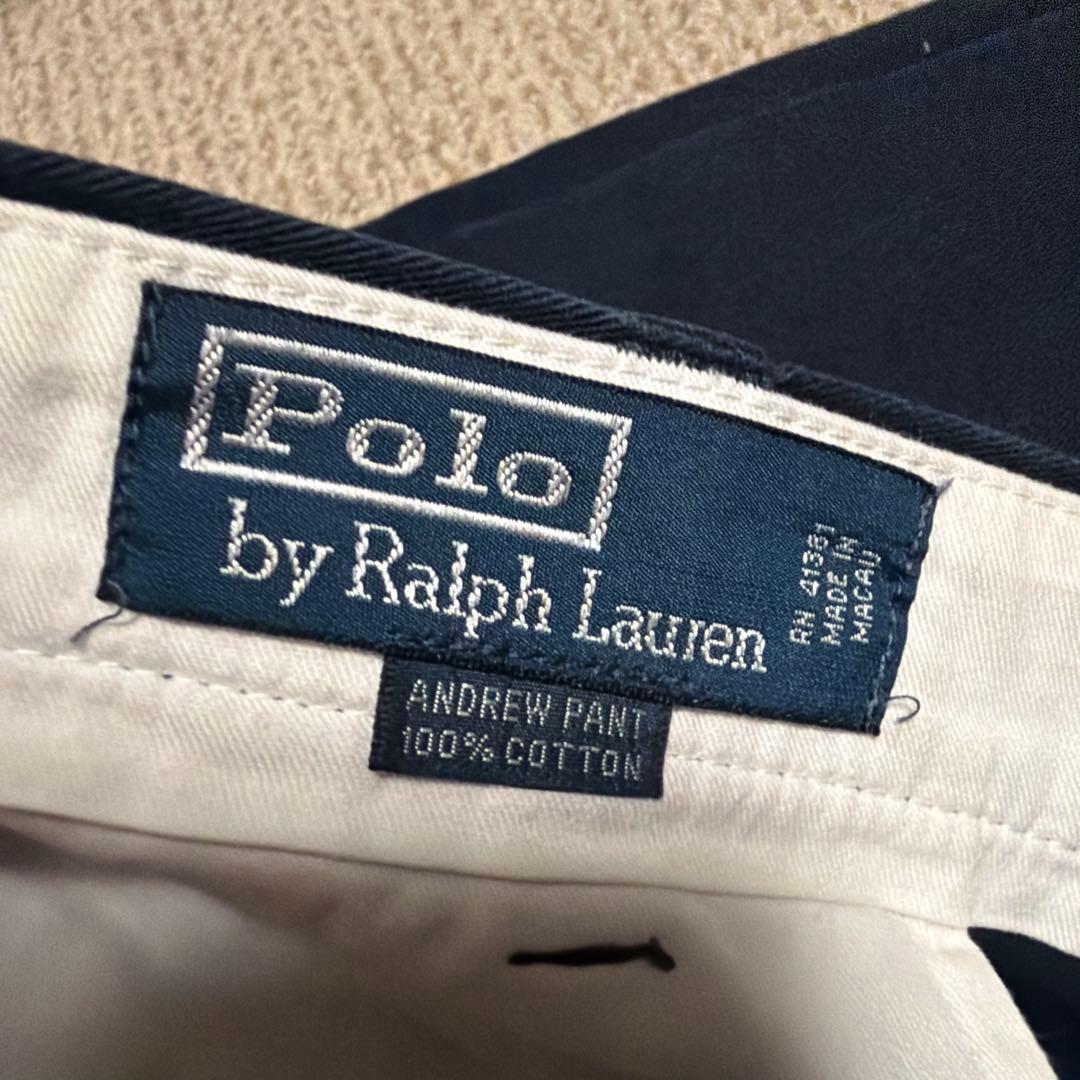 Polo
by Ralph Lauren
RN 41381
MADE IN
MACAU
ANDREW PANT
100% COTTON